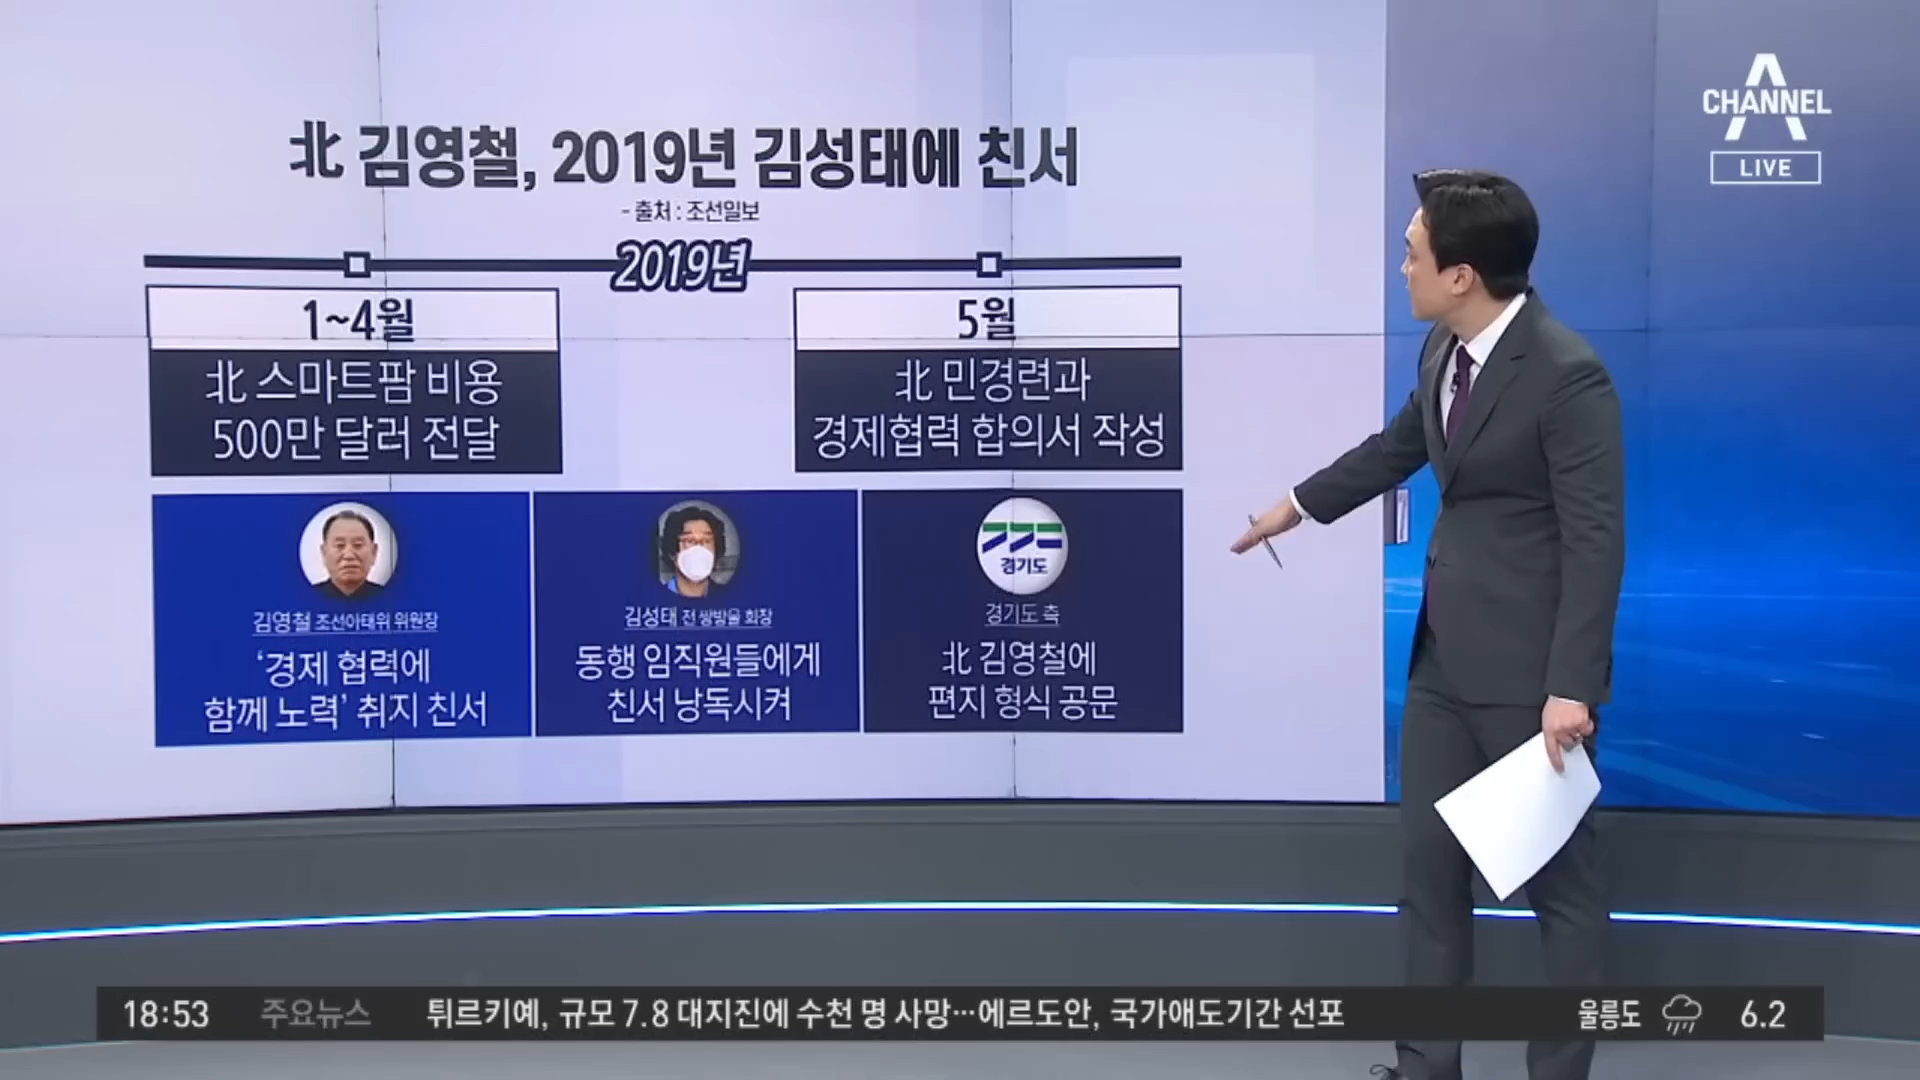 北 김영철, 2019년 김성태에 친서
- 출처 : 조선일보
2019년
1~4월
北 스마트팜 비용
500만 달러 전달
5월
北 민경련과
경제협력 합의서 작성
김영철 조선아태위 위원장
‘경제 협력에
함께 노력’ 취지 친서
김성태 전 쌍방울 회장
동행 임직원들에게
친서 낭독시켜
경기도
경기도 측
北 김영철에
편지 형식 공문
CHANNEL A
LIVE
18:53 주요뉴스 튀르키예, 규모 7.8 대지진에 수천 명 사망…에르도안, 국가애도기간 선포 울릉도 6.2